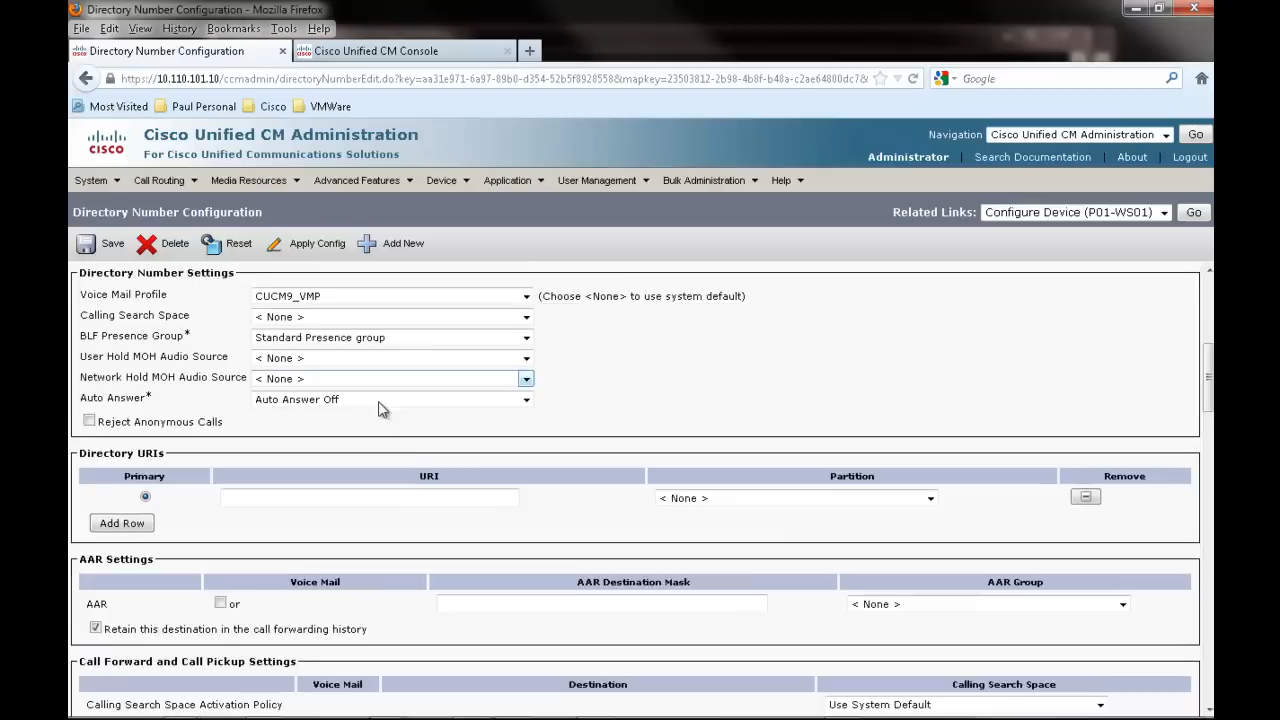 Directory Number Configuration - Mozilla Firefox
File Edit View History Bookmarks Tools Help
Directory Number Configuration × Cisco Unified CM Console × +
https://10.110.101.10/ccmadmin/directoryNumberEdit.do?key=aa31e971-6a97-89b0-d354-52b5f8928558&mapkey=23503812-2b98-4b8f-b48a-c2ae64800dc7& Google
Most Visited Paul Personal Cisco VMWare
CISCO Cisco Unified CM Administration
For Cisco Unified Communications Solutions
Navigation Cisco Unified CM Administration Go
Administrator | Search Documentation | About | Logout
System Call Routing Media Resources Advanced Features Device Application User Management Bulk Administration Help
Directory Number Configuration Related Links: Configure Device (P01-WS01) Go
Save Delete Reset Apply Config Add New
Directory Number Settings
Voice Mail Profile CUCM9_VMP (Choose <None> to use system default)
Calling Search Space < None >
BLF Presence Group* Standard Presence group
User Hold MOH Audio Source < None >
Network Hold MOH Audio Source < None >
Auto Answer* Auto Answer Off
Reject Anonymous Calls
Directory URIs
Primary URI Partition Remove
< None >
Add Row
AAR Settings
Voice Mail AAR Destination Mask AAR Group
AAR or < None >
Retain this destination in the call forwarding history
Call Forward and Call Pickup Settings
Voice Mail Destination Calling Search Space
Calling Search Space Activation Policy Use System Default